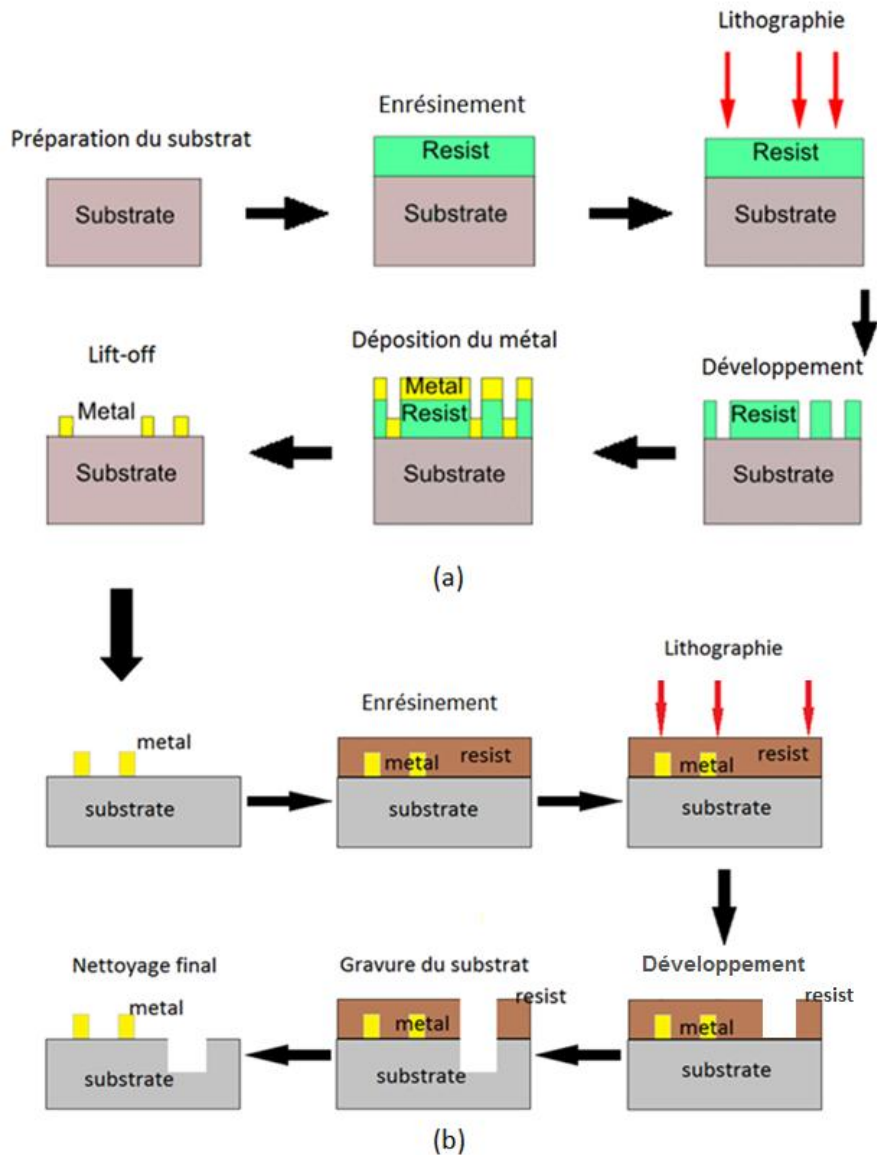 Lithographie
Enrésinement
Préparation du substrat
Resist
Resist
Substrate
Substrate
Substrate
Lift-off
Déposition du métal
Développement
Metal
Metal
Resist
Resist
Substrate
Substrate
Substrate
(a)
Lithographie
Enrésinement
metal
metal
resist
metal
resist
substrate
substrate
substrate
Nettoyage final
Gravure du substrat
Développement
metal
resist
resist
metal
metal
substrate
substrate
substrate
(b)